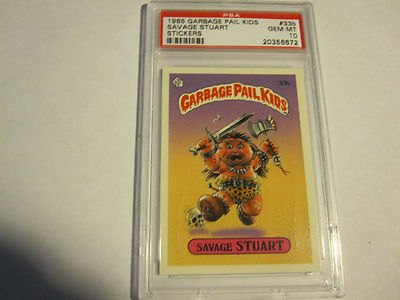 PSA
1985 GARBAGE PAIL KIDS #33b
SAVAGE STUART GEM MT
STICKERS 10
20356672
33b
GARBAGE PAIL KIDS
SAVAGE STUART